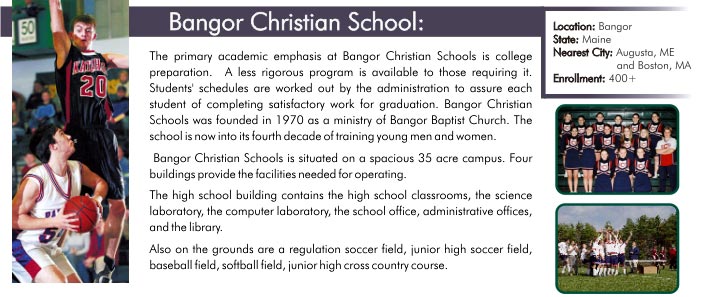 Bangor Christian School:
The primary academic emphasis at Bangor Christian Schools is college
preparation. A less rigorous program is available to those requiring it.
Students' schedules are worked out by the administration to assure each
student of completing satisfactory work for graduation. Bangor Christian
Schools was founded in 1970 as a ministry of Bangor Baptist Church. The
school is now into its fourth decade of training young men and women.
Bangor Christian Schools is situated on a spacious 35 acre campus. Four
buildings provide the facilities needed for operating.
The high school building contains the high school classrooms, the science
laboratory, the computer laboratory, the school office, administrative offices,
and the library.
Also on the grounds are a regulation soccer field, junior high soccer field,
baseball field, softball field, junior high cross country course.
Location: Bangor
State: Maine
Nearest City: Augusta, ME
and Boston, MA
Enrollment: 400+
50
20